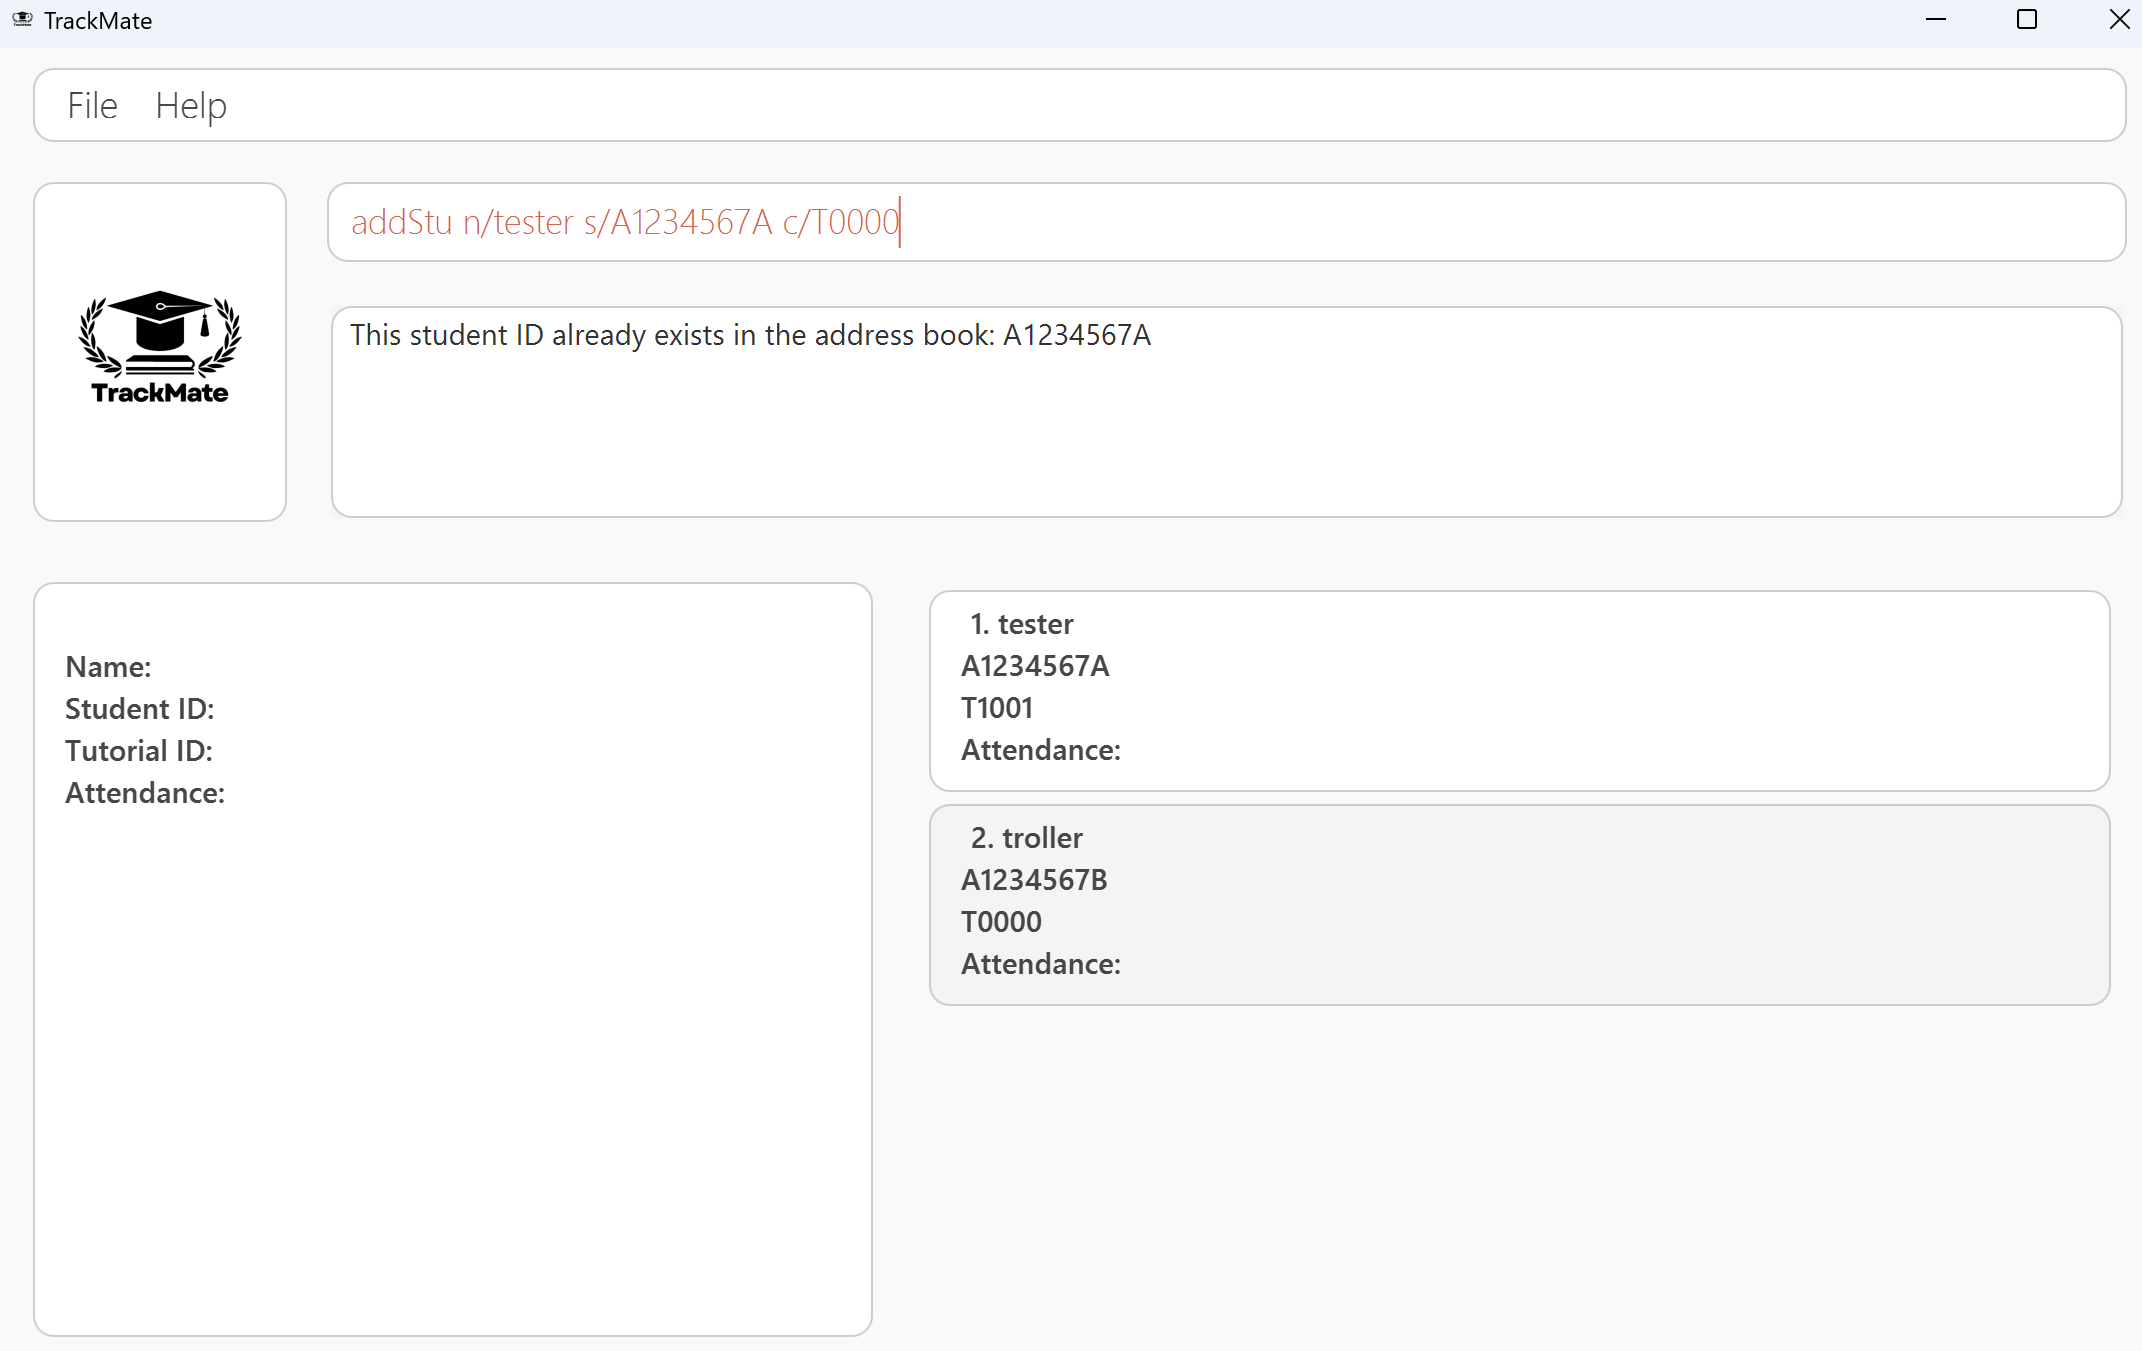 TrackMate
File Help
addStu n/tester s/A1234567A c/T0000
TrackMate
This student ID already exists in the address book: A1234567A
Name:
Student ID:
Tutorial ID:
Attendance:
1. tester
A1234567A
T1001
Attendance:
2. troller
A1234567B
T0000
Attendance: